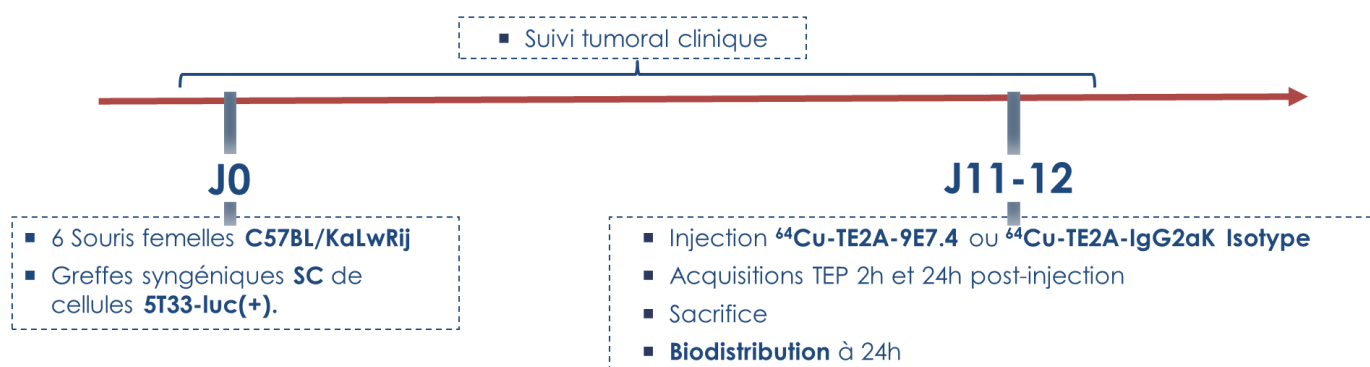 ▪ Suivi tumoral clinique
J0
J11-12
▪ 6 Souris femelles C57BL/KaLwRij
▪ Greffes syngéniques SC de
cellules 5T33-luc(+).
▪ Injection ⁶⁴Cu-TE2A-9E7.4 ou ⁶⁴Cu-TE2A-IgG2aK Isotype
▪ Acquisitions TEP 2h et 24h post-injection
▪ Sacrifice
▪ Biodistribution à 24h